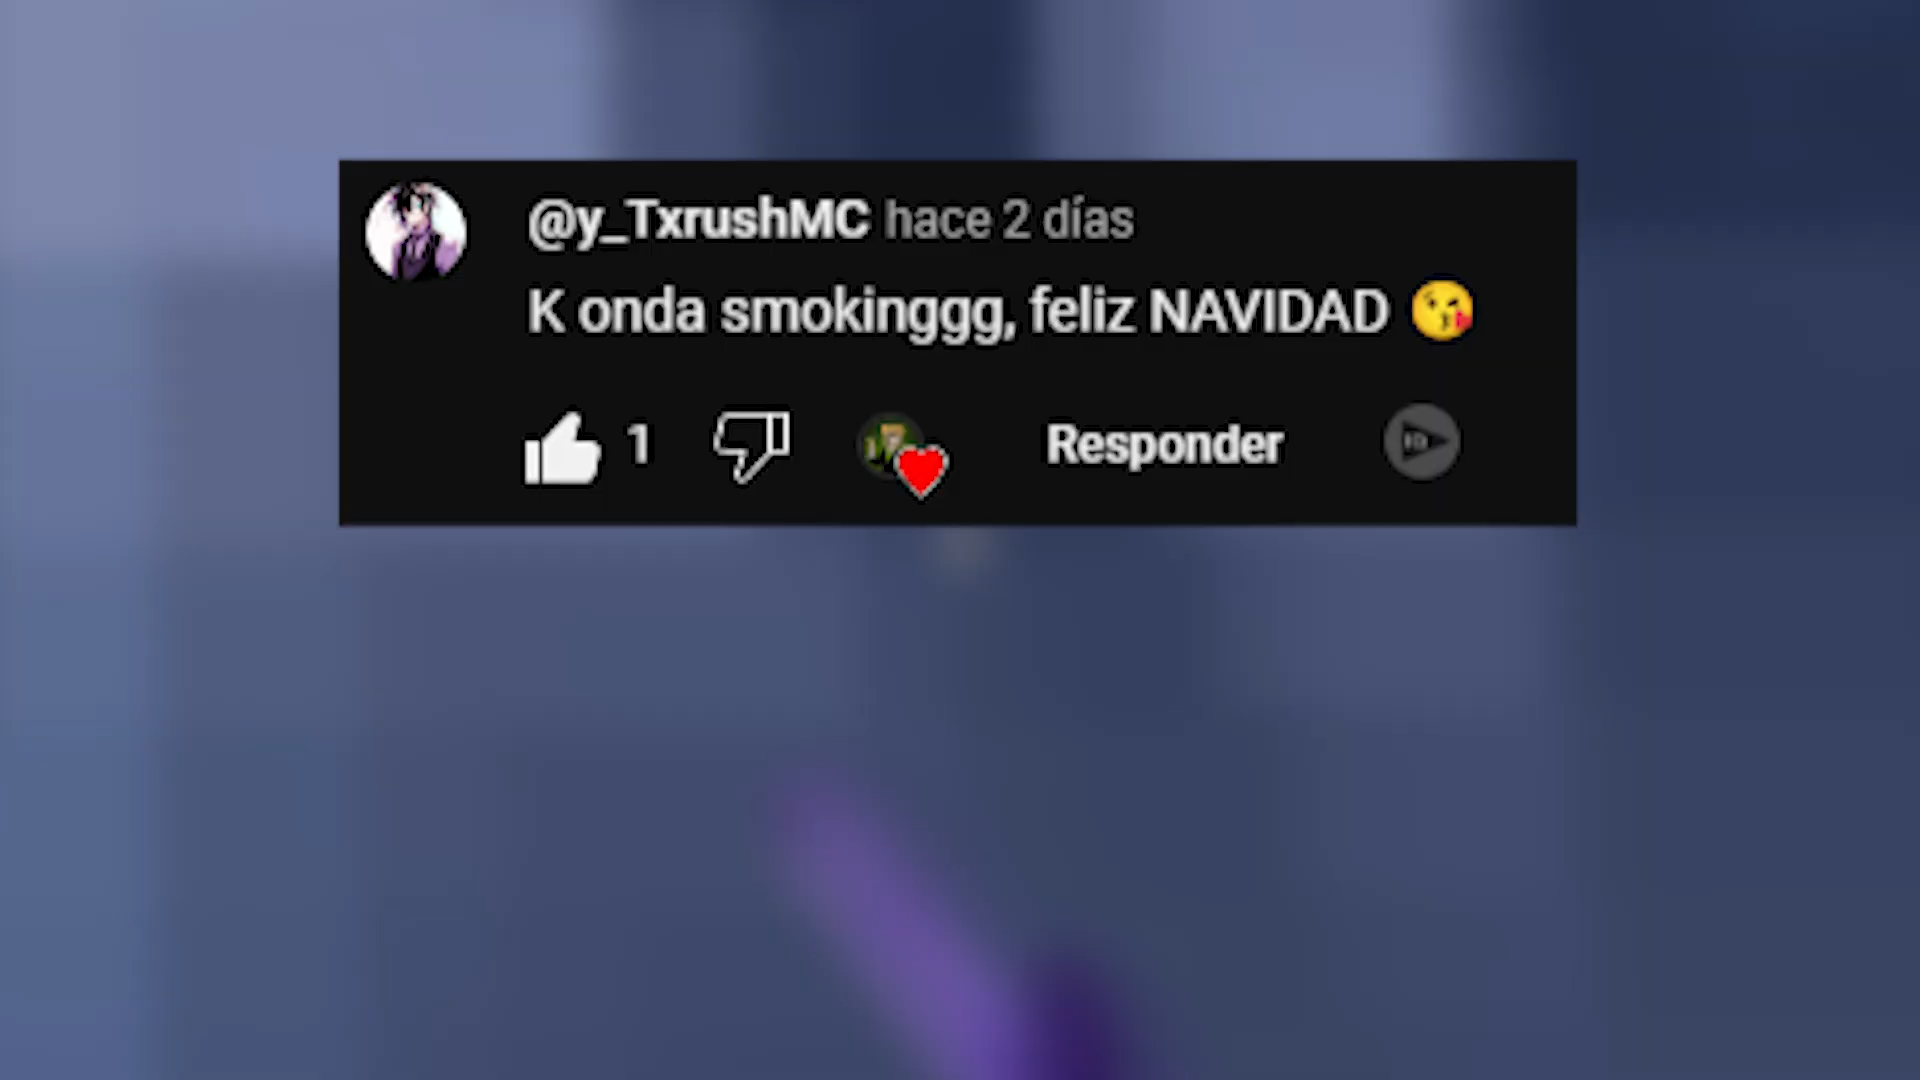 @y_TxrushMC hace 2 días
K onda smokinggg, feliz NAVIDAD 😘
1 Responder